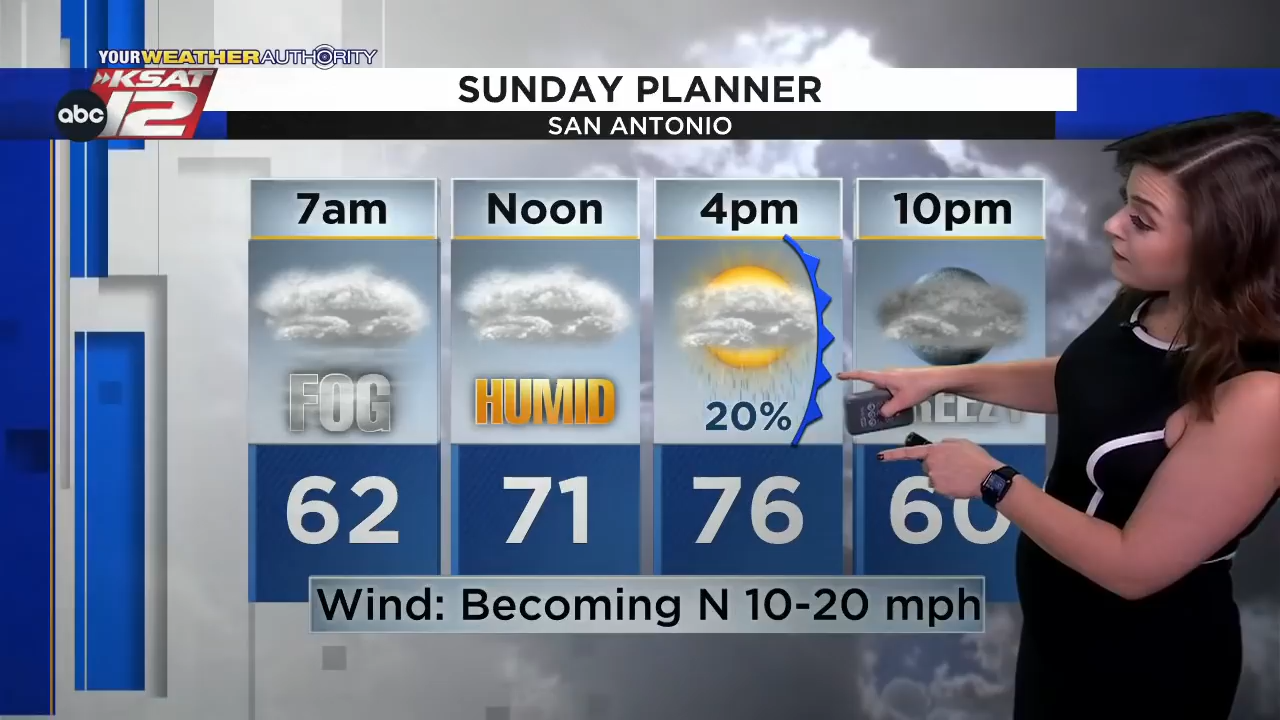 YOUR WEATHER AUTHORITY
KSAT
abc 12
SUNDAY PLANNER
SAN ANTONIO
7am Noon 4pm 10pm
FOG HUMID 20%
62 71 76 60
Wind: Becoming N 10-20 mph